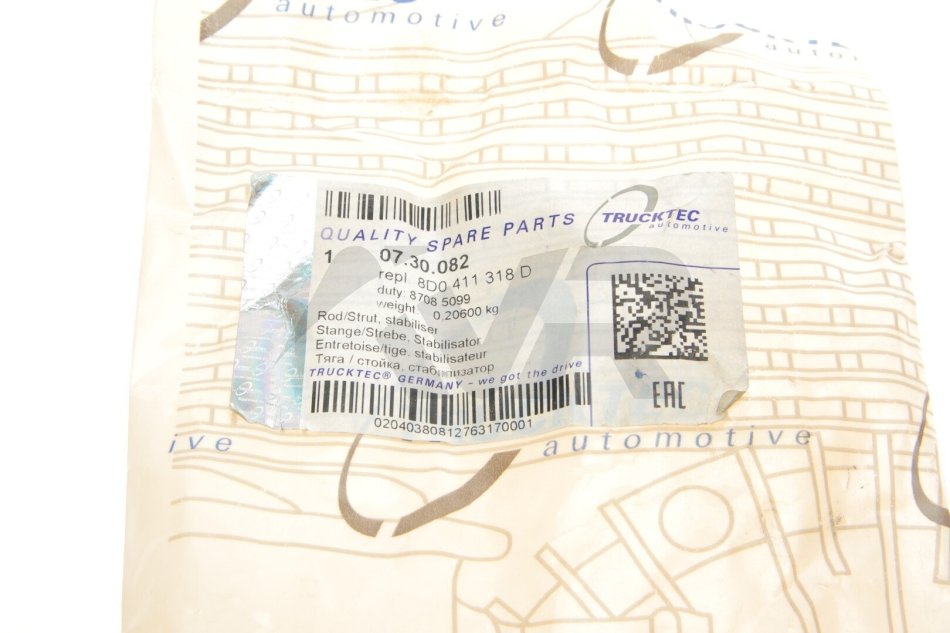 automotive
automo
QUALITY SPARE PARTS
TRUCKTEC
automotive
1 07.30.082
repl. 8D0 411 318 D
duty: 8708 5099
weight: 0,20600 kg
Rod/Strut, stabiliser
Stange/Strebe, Stabilisator
Entretoise/tige, stabilisateur
Тяга / стойка, стабилизатор
TRUCKTEC® GERMANY - we got the drive
EAC
02040380812763170001
ive
automotive